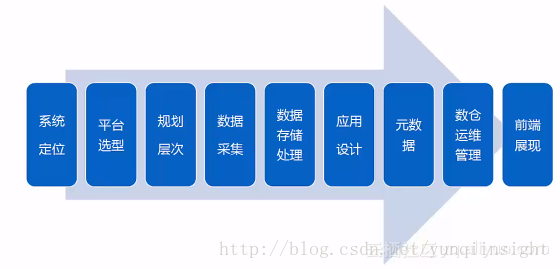 系统
定位
平台
选型
规划
层次
数据
采集
数据
存储
处理
应用
设计
元数
据
数仓
运维
管理
前端
展现
http://blog.csdn.net/yunqiinsight